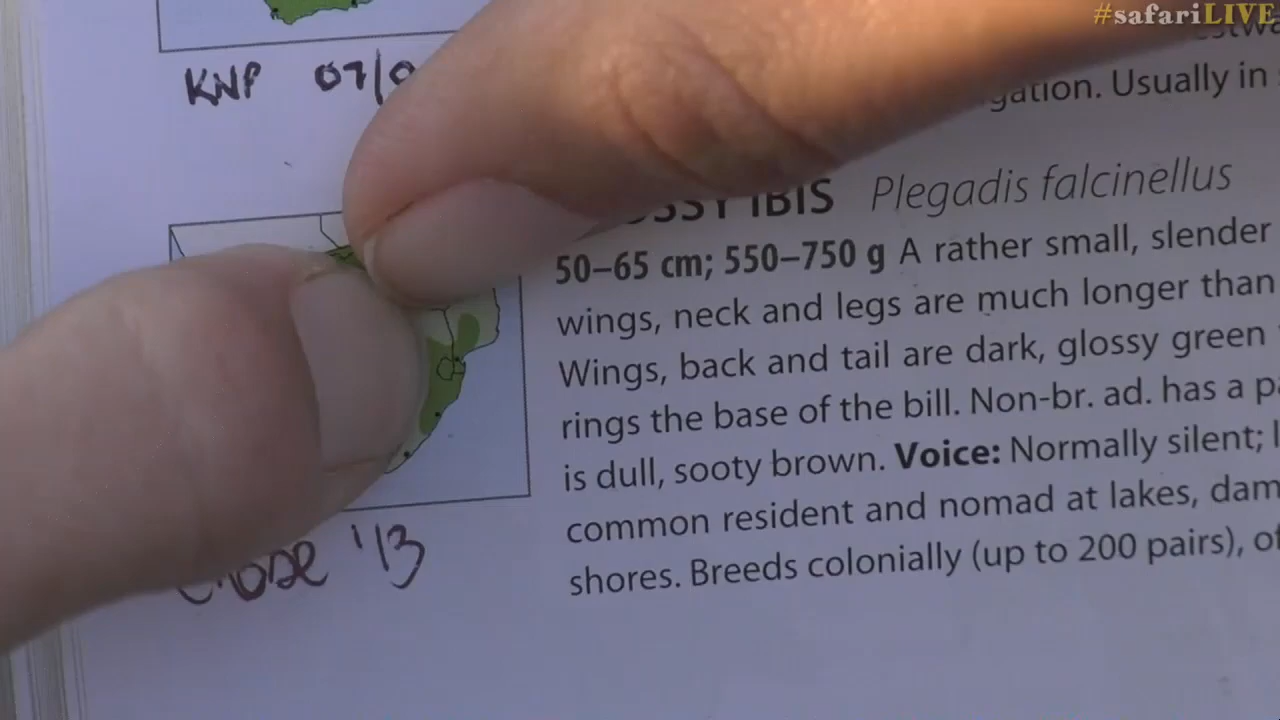 #safariLIVE
KNP 07/0
gation. Usually in
IBIS Plegadis falcinellus
50–65 cm; 550–750 g A rather small, slender
wings, neck and legs are much longer than
Wings, back and tail are dark, glossy green
rings the base of the bill. Non-br. ad. has a pa
is dull, sooty brown. Voice: Normally silent; l
common resident and nomad at lakes, dam
shores. Breeds colonially (up to 200 pairs), of
'13